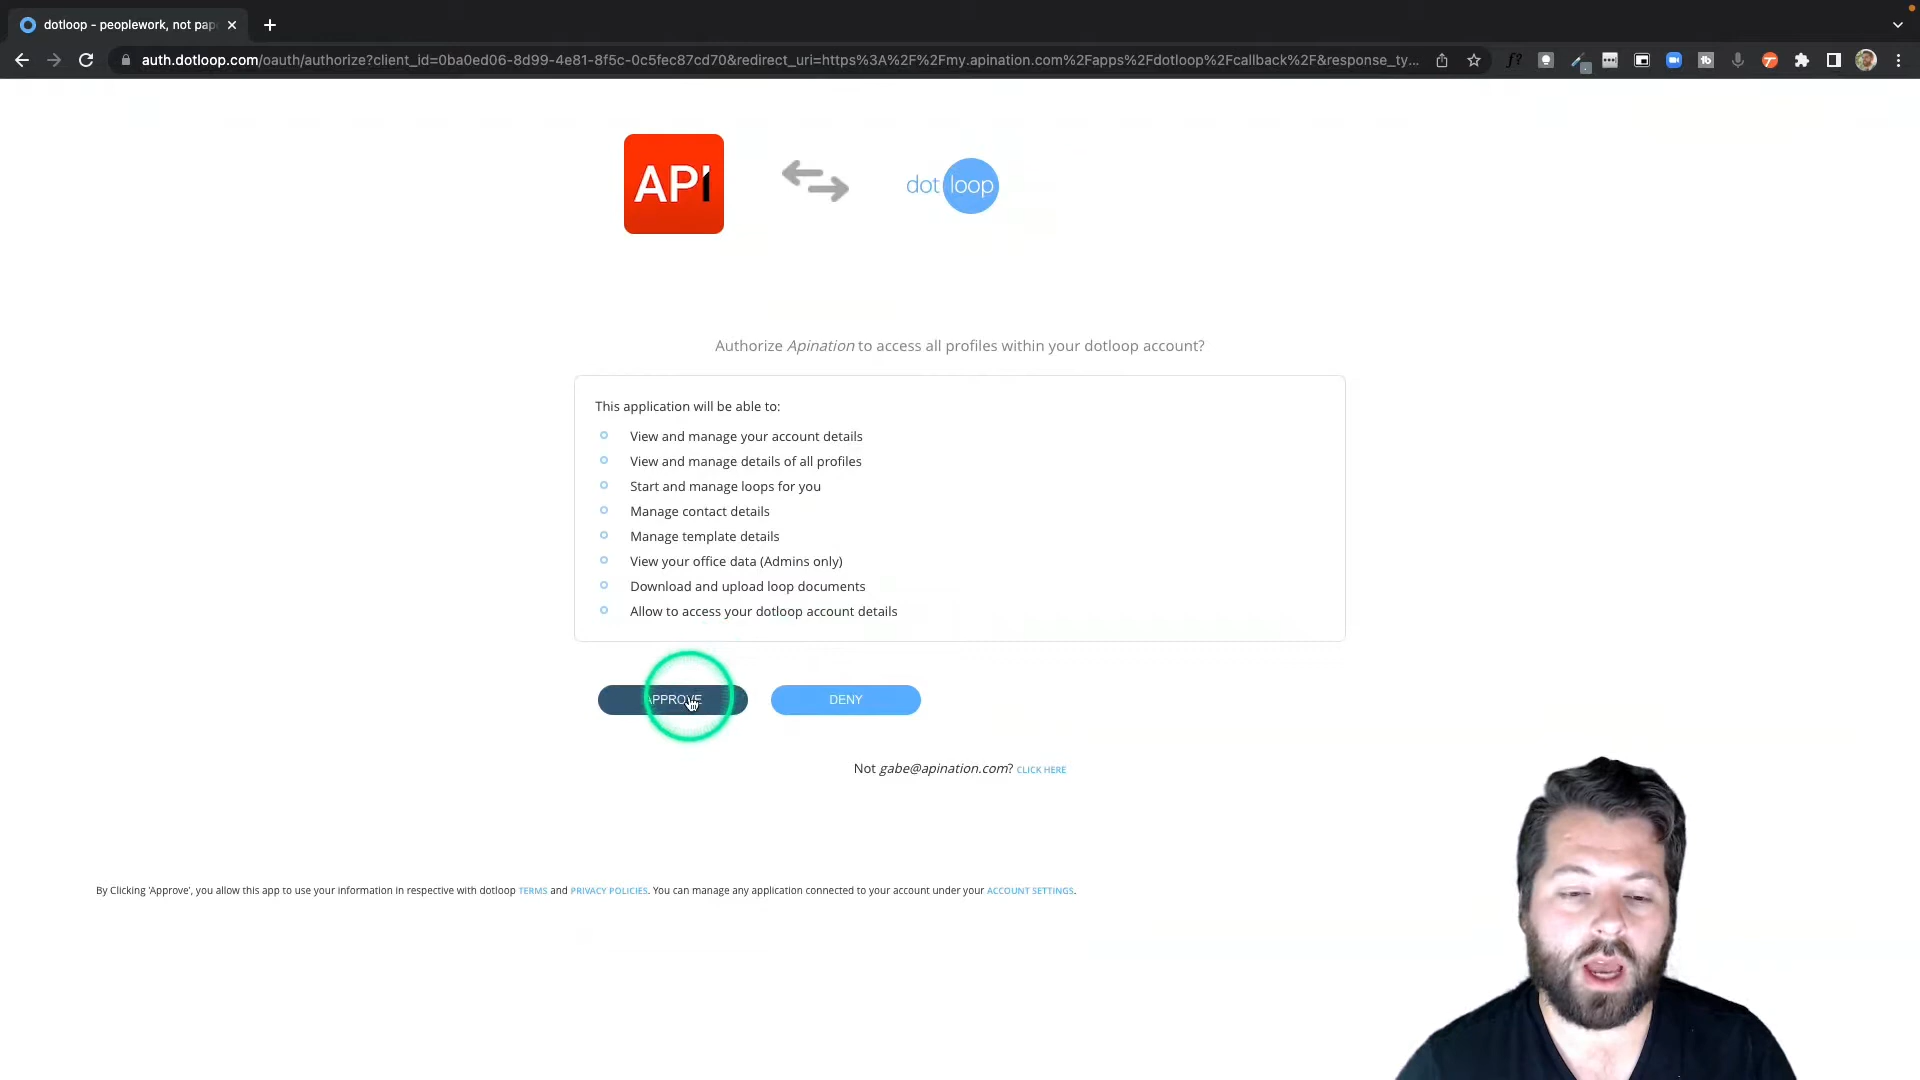 dotloop - peoplework, not pap
auth.dotloop.com/oauth/authorize?client_id=0ba0ed06-8d99-4e81-8f5c-0c5fec87cd70&redirect_uri=https%3A%2F%2Fmy.apination.com%2Fapps%2Fdotloop%2Fcallback%2F&response_ty...
API
dot loop
Authorize Apination to access all profiles within your dotloop account?
This application will be able to:
View and manage your account details
View and manage details of all profiles
Start and manage loops for you
Manage contact details
Manage template details
View your office data (Admins only)
Download and upload loop documents
Allow to access your dotloop account details
APPROVE DENY
Not gabe@apination.com? CLICK HERE
By Clicking 'Approve', you allow this app to use your information in respective with dotloop TERMS and PRIVACY POLICIES. You can manage any application connected to your account under your ACCOUNT SETTINGS.